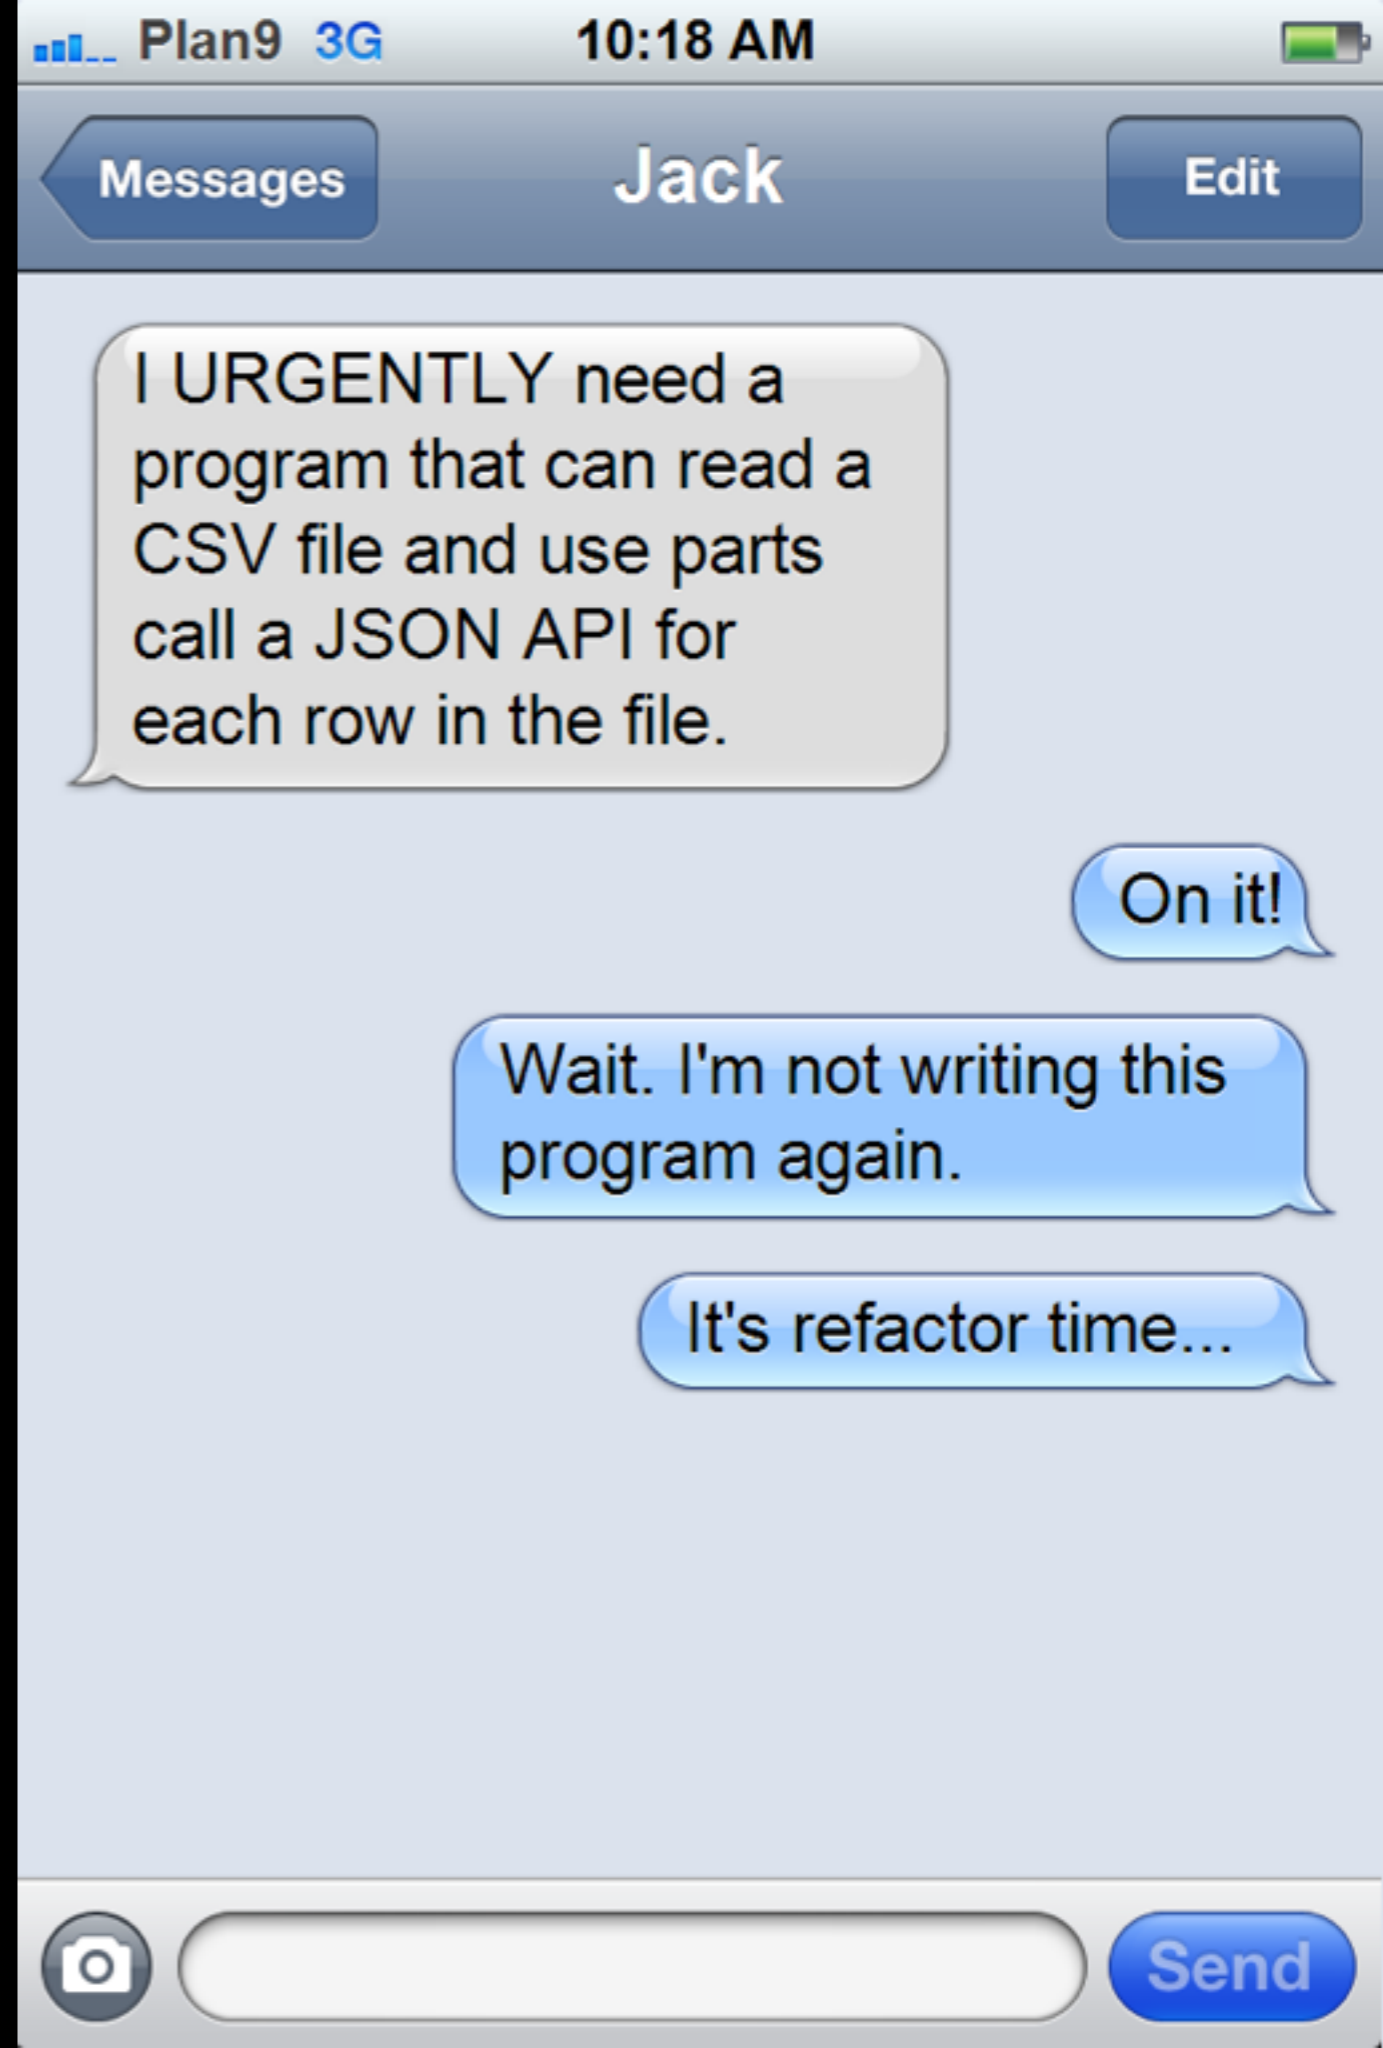 Plan9 3G 10:18 AM
Messages Jack Edit
I URGENTLY need a
program that can read a
CSV file and use parts
call a JSON API for
each row in the file.
On it!
Wait. I'm not writing this
program again.
It's refactor time...
Send